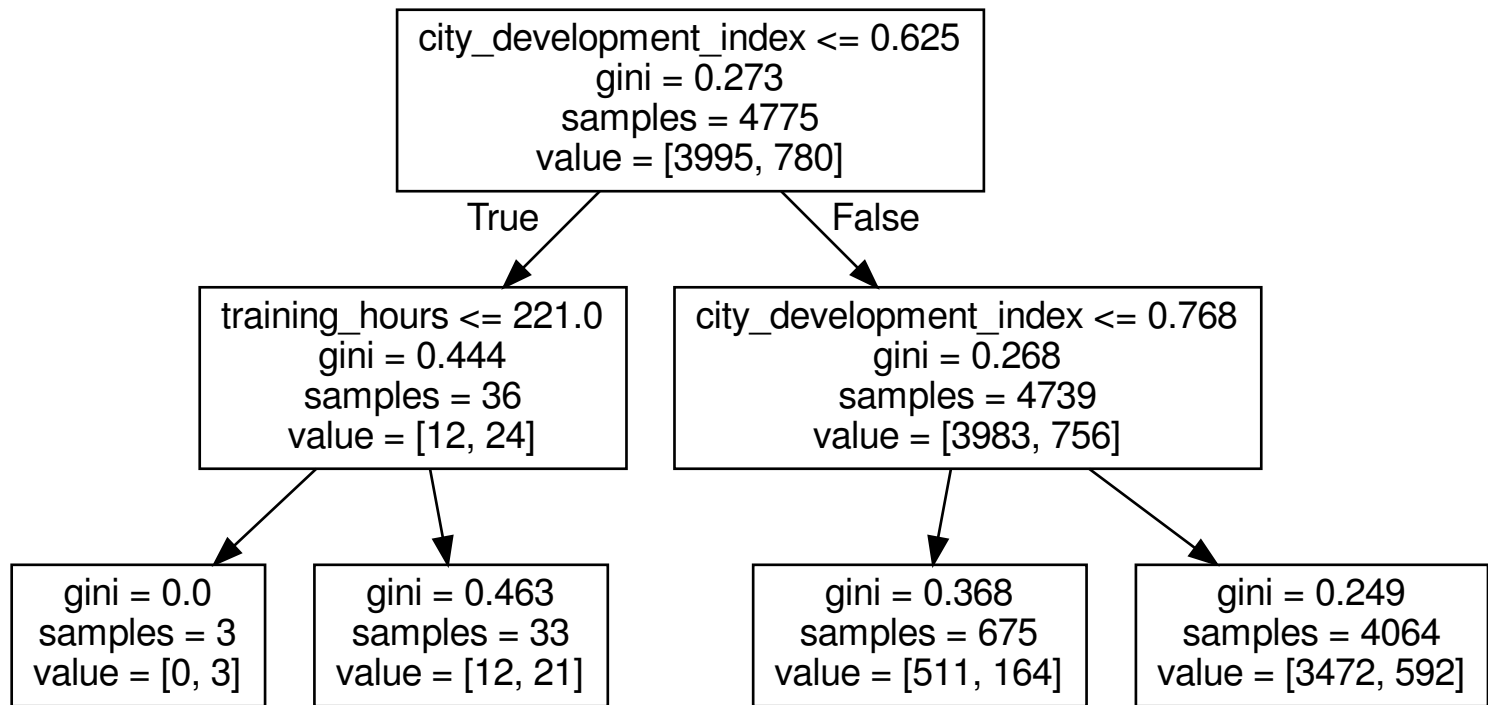 city_development_index <= 0.625
gini = 0.273
samples = 4775
value = [3995, 780]
True
False
training_hours <= 221.0
gini = 0.444
samples = 36
value = [12, 24]
city_development_index <= 0.768
gini = 0.268
samples = 4739
value = [3983, 756]
gini = 0.0
samples = 3
value = [0, 3]
gini = 0.463
samples = 33
value = [12, 21]
gini = 0.368
samples = 675
value = [511, 164]
gini = 0.249
samples = 4064
value = [3472, 592]